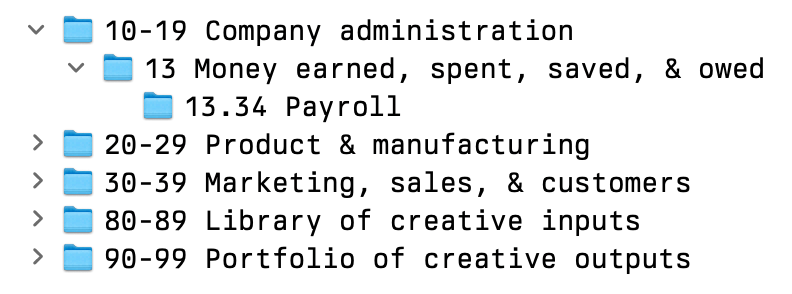 10-19 Company administration
13 Money earned, spent, saved, & owed
13.34 Payroll
20-29 Product & manufacturing
30-39 Marketing, sales, & customers
80-89 Library of creative inputs
90-99 Portfolio of creative outputs